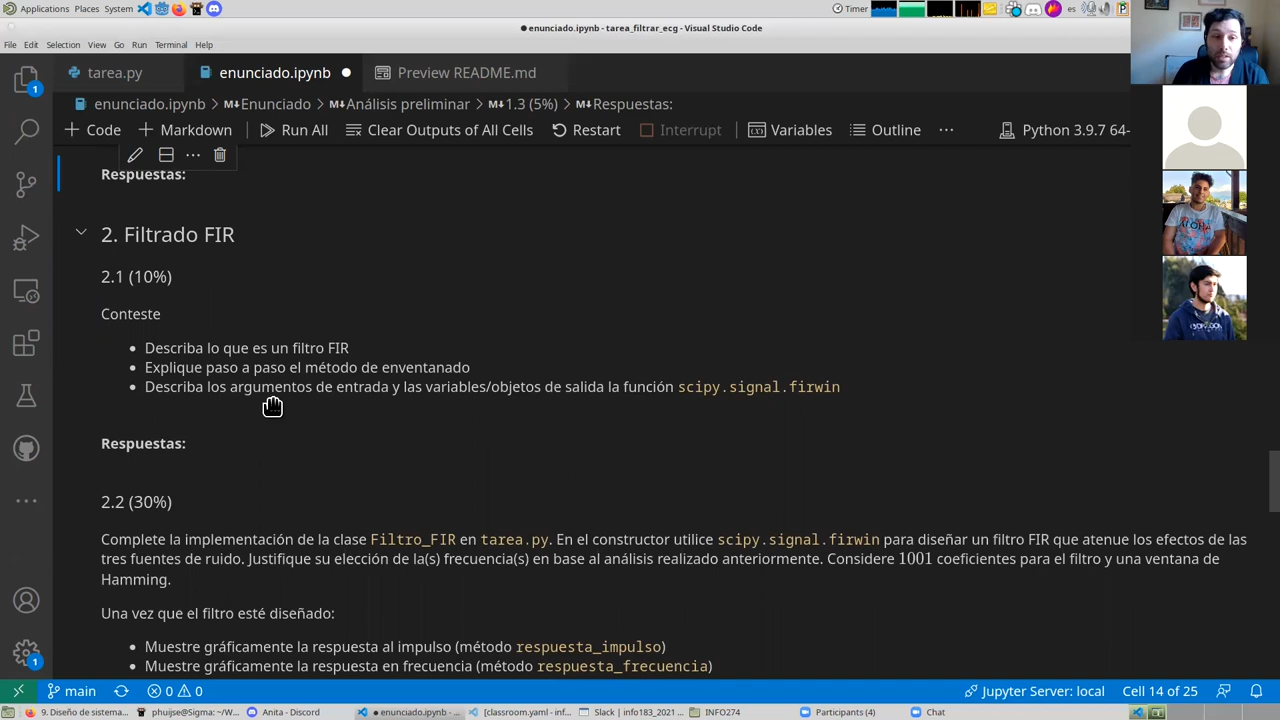 Applications Places System Timer es
enunciado.ipynb - tarea_filtrar_ecg - Visual Studio Code
File Edit Selection View Go Run Terminal Help
tarea.py enunciado.ipynb Preview README.md
enunciado.ipynb > Enunciado > Análisis preliminar > 1.3 (5%) > Respuestas:
Code Markdown Run All Clear Outputs of All Cells Restart Interrupt Variables Outline ... Python 3.9.7 64-
Respuestas:
2. Filtrado FIR
2.1 (10%)
Conteste
• Describa lo que es un filtro FIR
• Explique paso a paso el método de enventanado
• Describa los argumentos de entrada y las variables/objetos de salida la función scipy.signal.firwin
Respuestas:
2.2 (30%)
Complete la implementación de la clase Filtro_FIR en tarea.py. En el constructor utilice scipy.signal.firwin para diseñar un filtro FIR que atenue los efectos de las
tres fuentes de ruido. Justifique su elección de la(s) frecuencia(s) en base al análisis realizado anteriormente. Considere 1001 coeficientes para el filtro y una ventana de
Hamming.
Una vez que el filtro esté diseñado:
• Muestre gráficamente la respuesta al impulso (método respuesta_impulso)
• Muestre gráficamente la respuesta en frecuencia (método respuesta_frecuencia)
1
1
main 0 0 Jupyter Server: local Cell 14 of 25
9. Diseño de sistema... phuijse@Sigma: ~/W... Anita - Discord enunciado.ipynb - ... [classroom.yaml - inf... Slack | info183_2021 ... INFO274 Participants (4) Chat